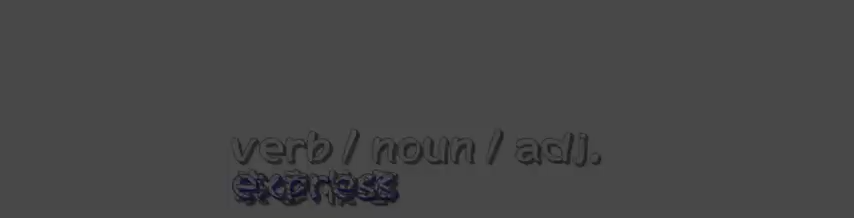 verb / noun / adj.
express